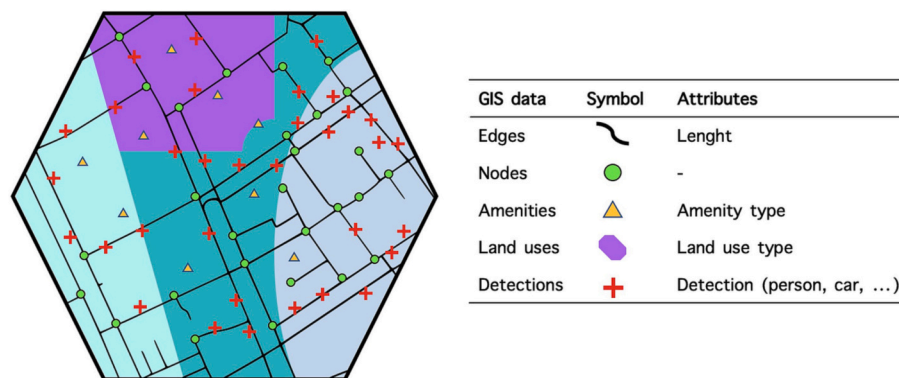 GIS data Symbol Attributes
Edges Lenght
Nodes -
Amenities Amenity type
Land uses Land use type
Detections Detection (person, car, ...)